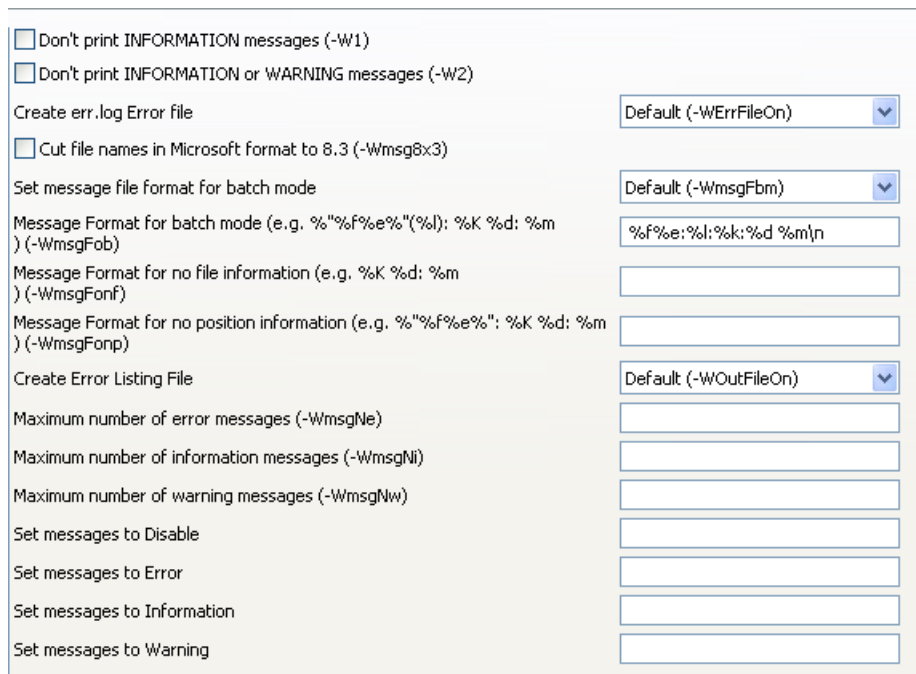 Don't print INFORMATION messages (-W1)
Don't print INFORMATION or WARNING messages (-W2)
Create err.log Error file Default (-WErrFileOn)
Cut file names in Microsoft format to 8.3 (-Wmsg8x3)
Set message file format for batch mode Default (-WmsgFbm)
Message Format for batch mode (e.g. %"%f%e%"(%l): %K %d: %m
) (-WmsgFob) %f%e:%l:%k:%d %m\n
Message Format for no file information (e.g. %K %d: %m
) (-WmsgFonf)
Message Format for no position information (e.g. %"%f%e%": %K %d: %m
) (-WmsgFonp)
Create Error Listing File Default (-WOutFileOn)
Maximum number of error messages (-WmsgNe)
Maximum number of information messages (-WmsgNi)
Maximum number of warning messages (-WmsgNw)
Set messages to Disable
Set messages to Error
Set messages to Information
Set messages to Warning